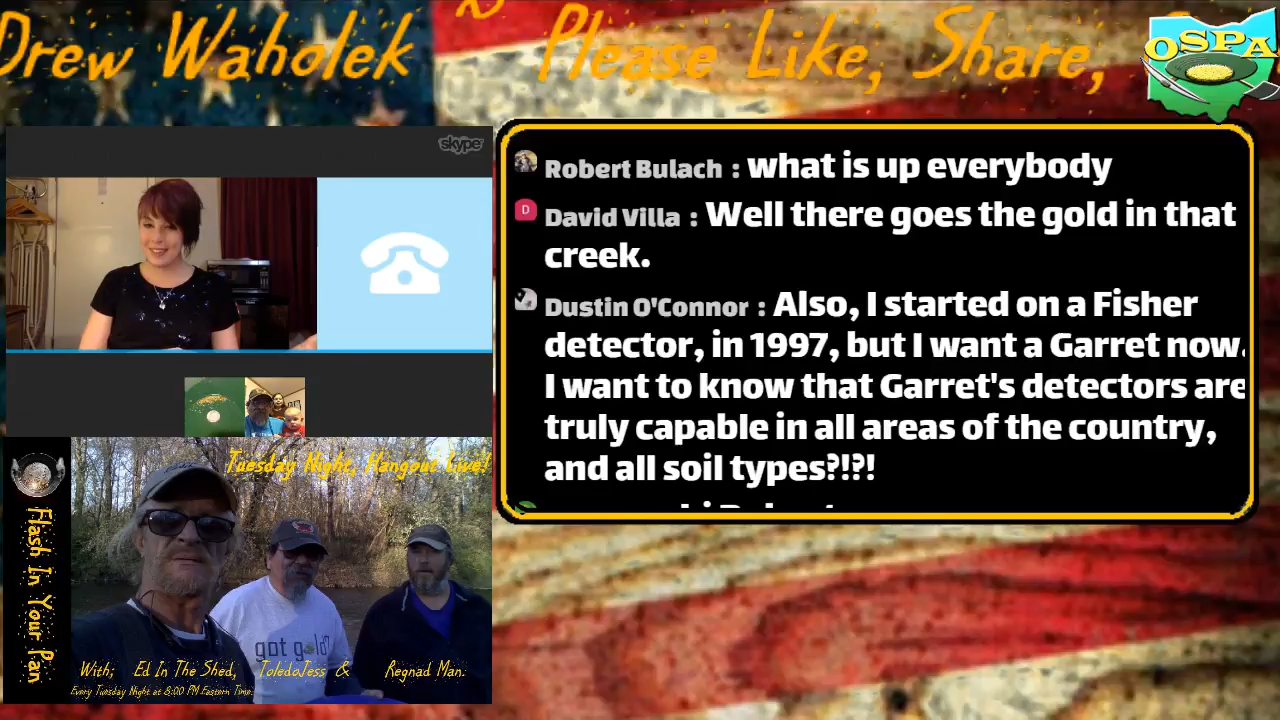 Drew Waholek ~ Please Like, Share,
OSPA
skype
Robert Bulach : what is up everybody
D David Villa : Well there goes the gold in that
creek.
Dustin O'Connor : Also, I started on a Fisher
detector, in 1997, but I want a Garret now.
I want to know that Garret's detectors are
truly capable in all areas of the country,
and all soil types?!?!
Tuesday Night, Hangout Live!
Flash In Your Pan
got gold?
With; Ed In The Shed, ToledoJess & Regnad Man.
Every Tuesday Night at 8:00 PM Eastern Time.